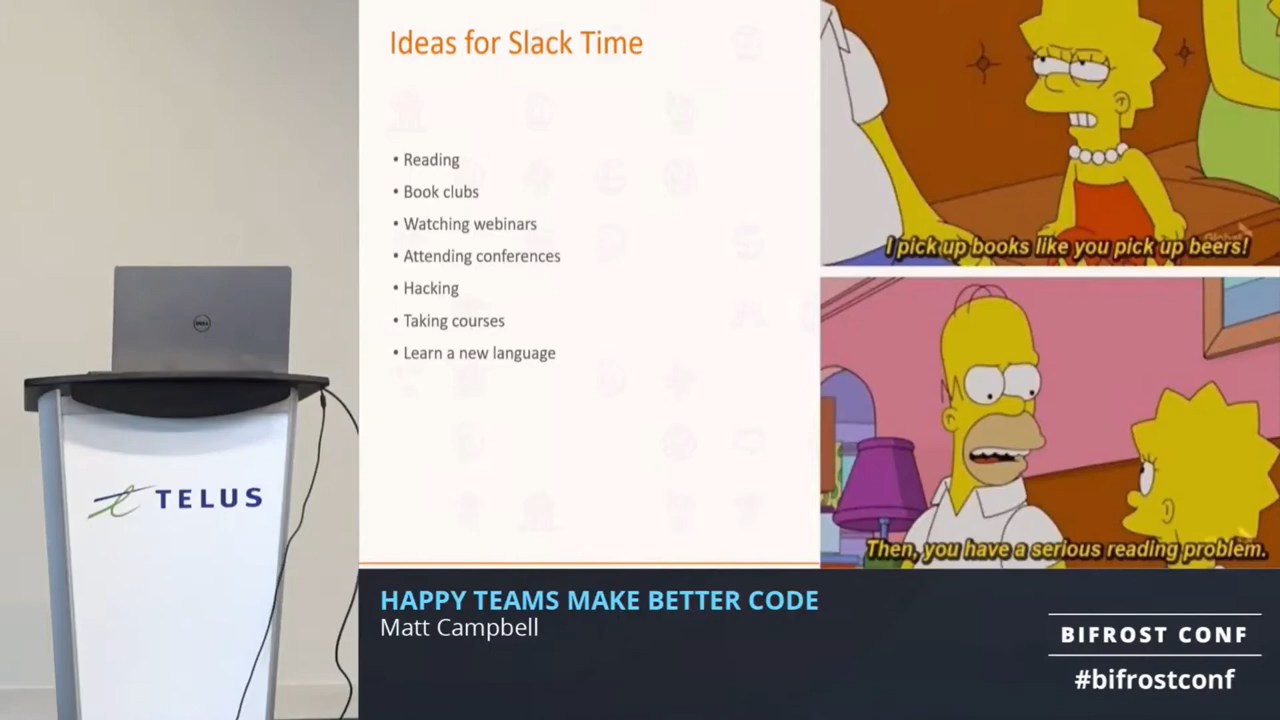 Ideas for Slack Time
• Reading
• Book clubs
• Watching webinars
• Attending conferences
• Hacking
• Taking courses
• Learn a new language
I pick up books like you pick up beers!
Then, you have a serious reading problem.
DELL
TELUS
HAPPY TEAMS MAKE BETTER CODE
Matt Campbell
BIFROST CONF
#bifrostconf